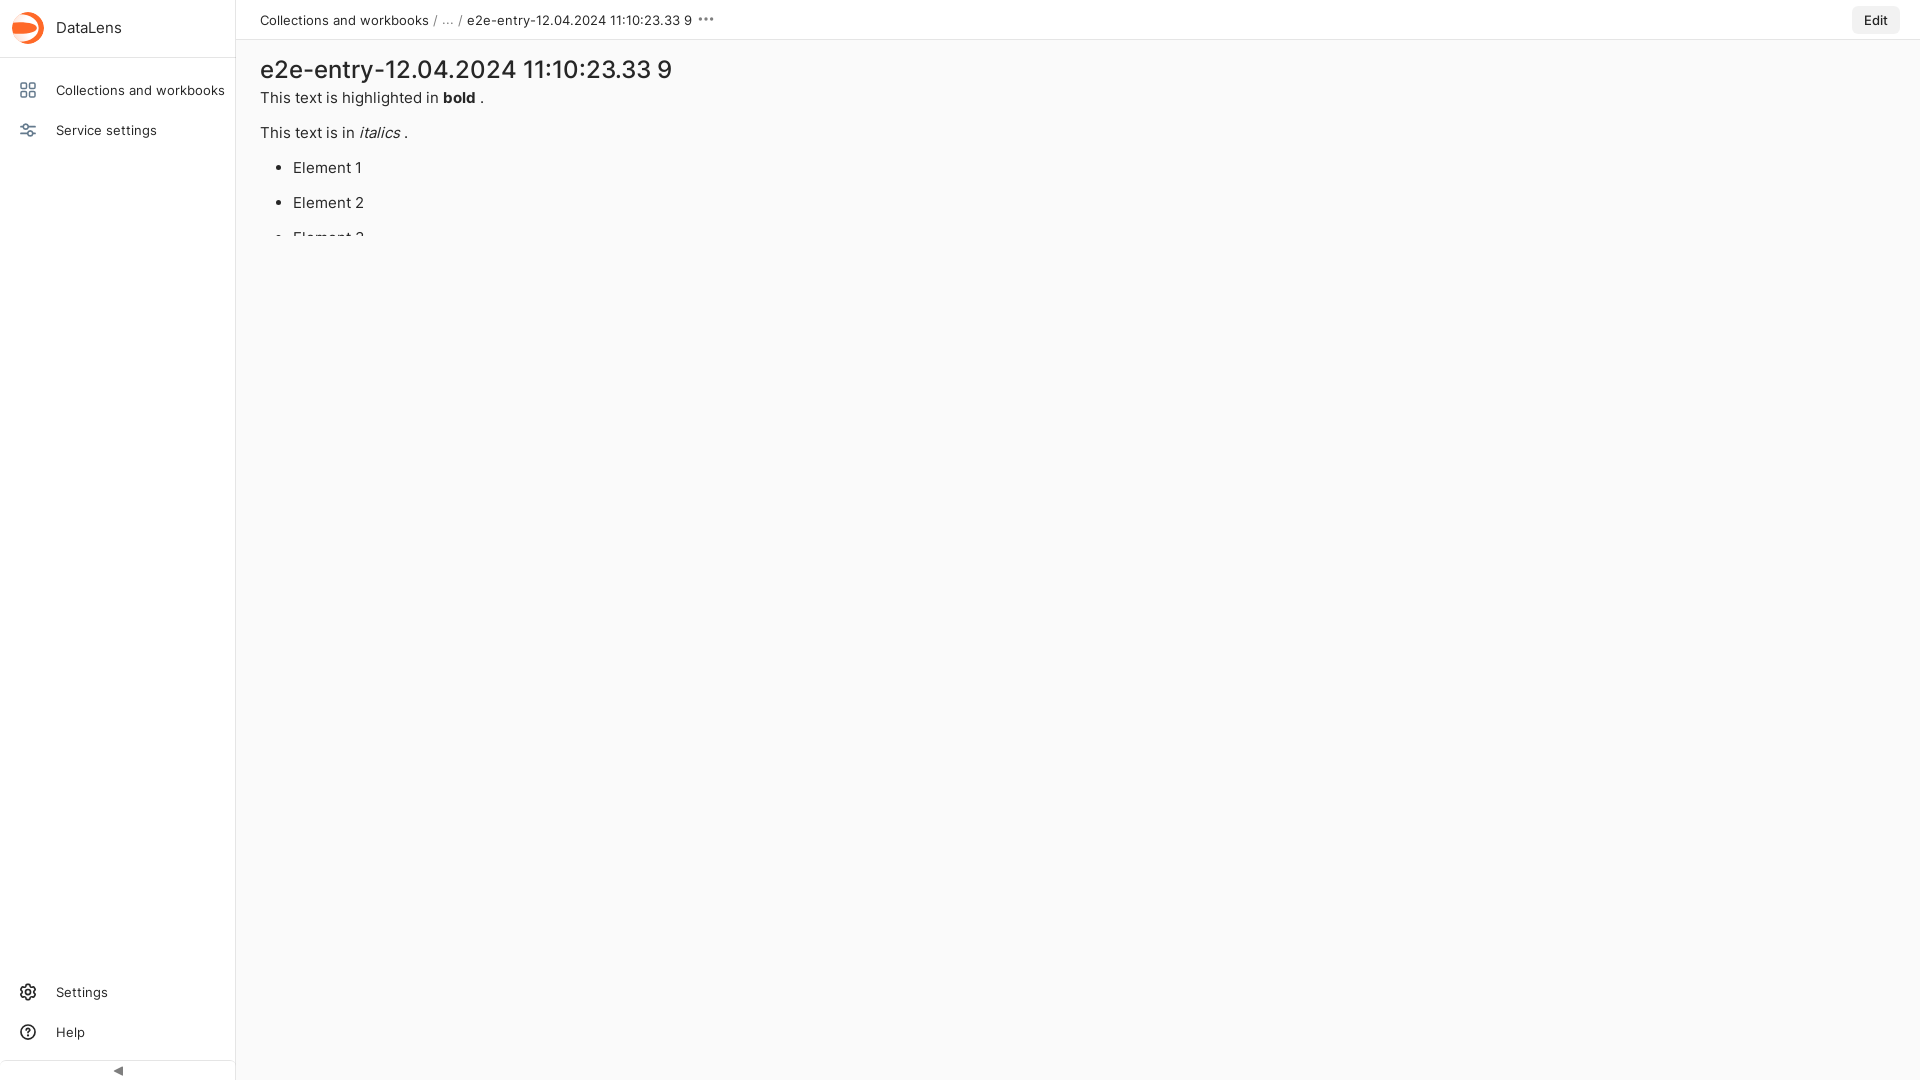 DataLens
Collections and workbooks
Service settings
Settings
Help
Collections and workbooks / ... / e2e-entry-12.04.2024 11:10:23.33 9
Edit
e2e-entry-12.04.2024 11:10:23.33 9
This text is highlighted in bold .
This text is in italics .
• Element 1
• Element 2